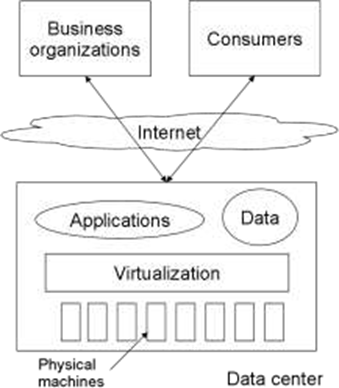 Business
organizations
Consumers
Internet
Applications
Data
Virtualization
Physical
machines
Data center